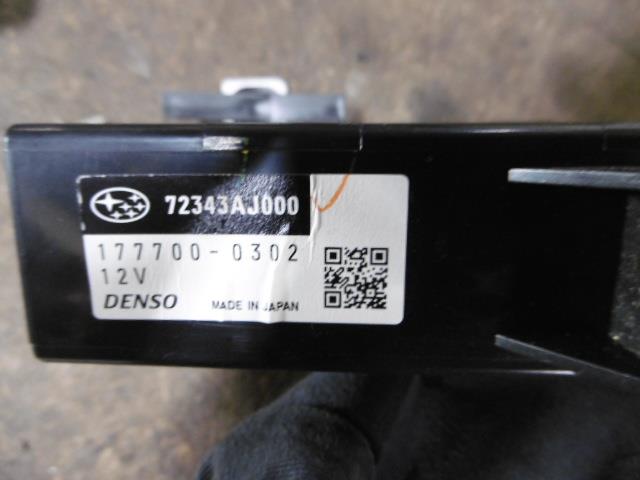 72343AJ000
177700-0302
12V
DENSO MADE IN JAPAN